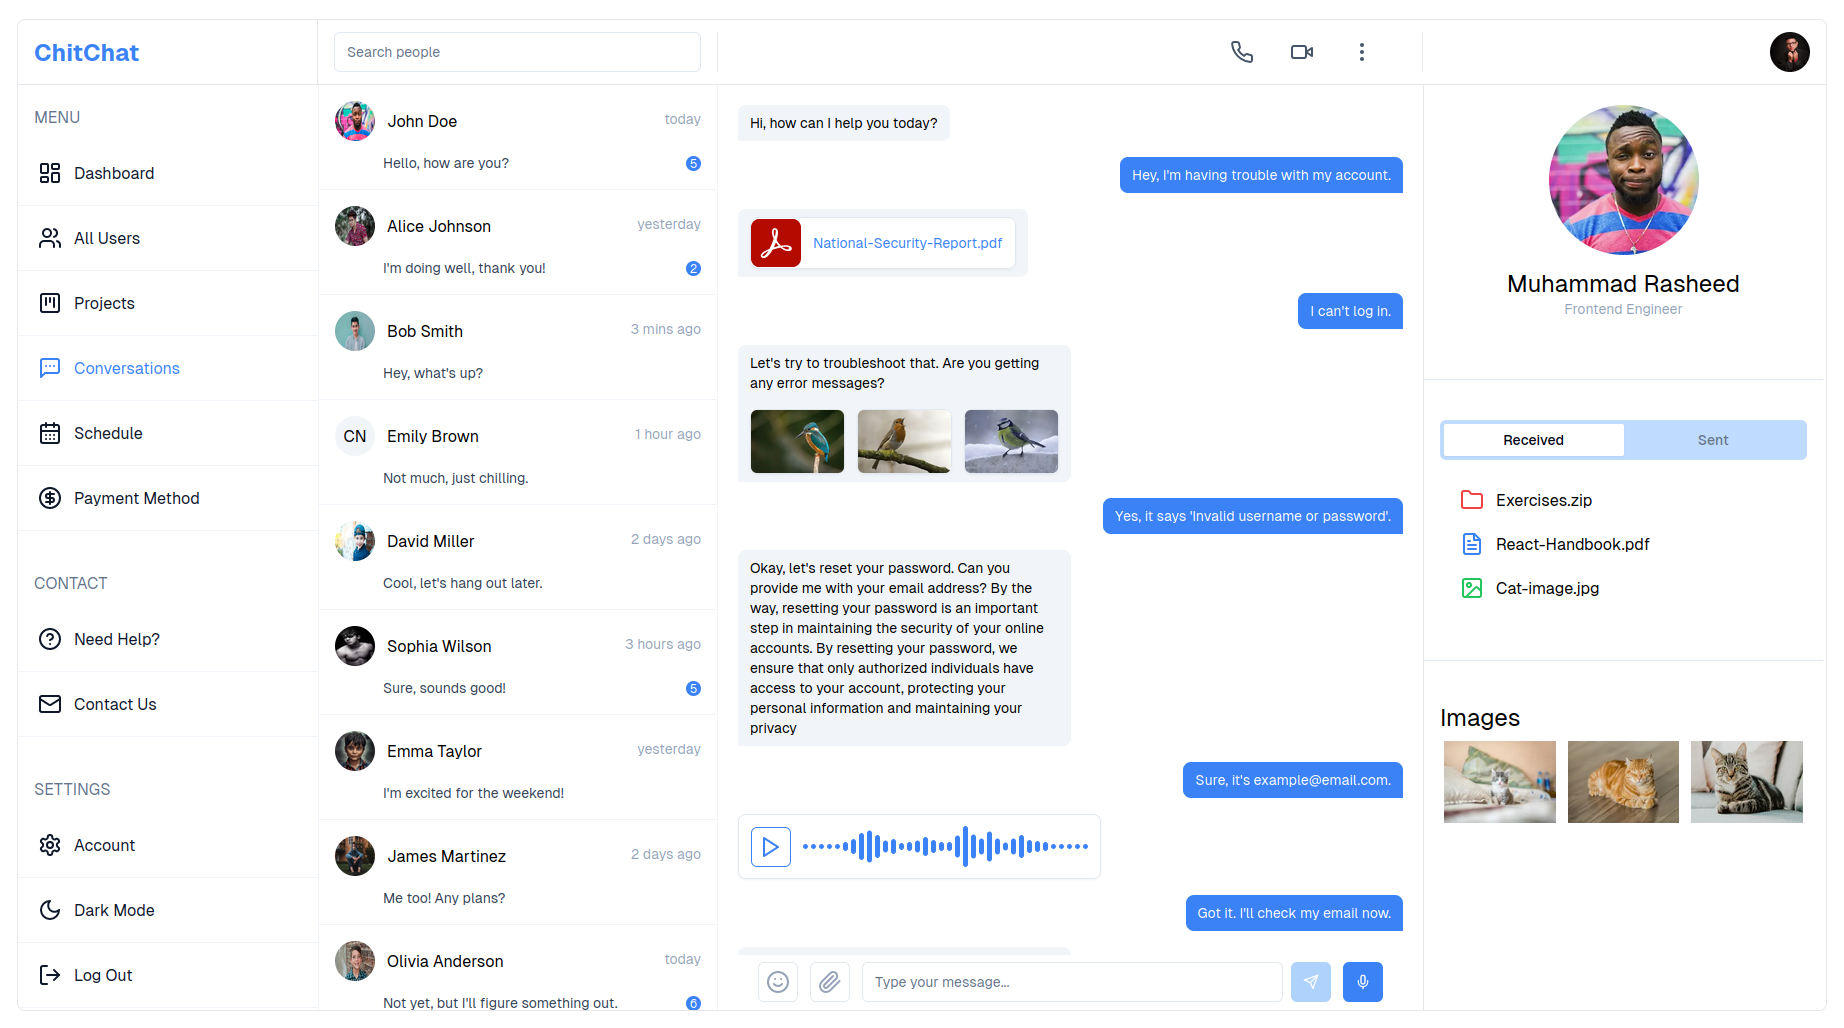 ChitChat
Search people
MENU
Dashboard
All Users
Projects
Conversations
Schedule
Payment Method
CONTACT
Need Help?
Contact Us
SETTINGS
Account
Dark Mode
Log Out
John Doe
today
Hello, how are you?
5
Alice Johnson
yesterday
I'm doing well, thank you!
2
Bob Smith
3 mins ago
Hey, what's up?
CN
Emily Brown
1 hour ago
Not much, just chilling.
David Miller
2 days ago
Cool, let's hang out later.
Sophia Wilson
3 hours ago
Sure, sounds good!
5
Emma Taylor
yesterday
I'm excited for the weekend!
James Martinez
2 days ago
Me too! Any plans?
Olivia Anderson
today
Not yet, but I'll figure something out.
6
Hi, how can I help you today?
Hey, I'm having trouble with my account.
National-Security-Report.pdf
I can't log in.
Let's try to troubleshoot that. Are you getting
any error messages?
Yes, it says 'Invalid username or password'.
Okay, let's reset your password. Can you
provide me with your email address? By the
way, resetting your password is an important
step in maintaining the security of your online
accounts. By resetting your password, we
ensure that only authorized individuals have
access to your account, protecting your
personal information and maintaining your
privacy
Sure, it's example@email.com.
Got it. I'll check my email now.
Type your message...
Muhammad Rasheed
Frontend Engineer
Received
Sent
Exercises.zip
React-Handbook.pdf
Cat-image.jpg
Images